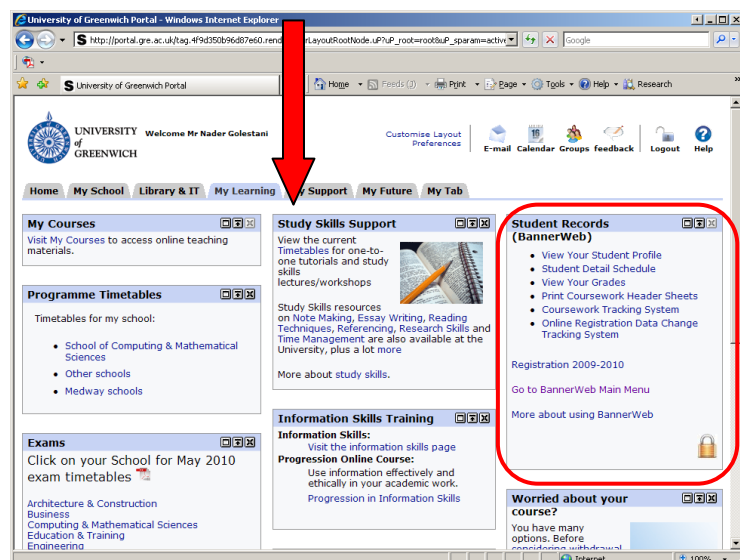 University of Greenwich Portal - Windows Internet Explorer
http://portal.gre.ac.uk/tag.4f9d350b96d87e60.rend
rLayoutRootNode.uP?uP_root=root&uP_sparam=activ
Google
University of Greenwich Portal
Home
Feeds (3)
Print
Page
Tools
Help
Research
UNIVERSITY
of
GREENWICH
Welcome Mr Nader Golestani
Customise Layout
Preferences
E-mail Calendar Groups feedback Logout Help
Home My School Library & IT My Learning y Support My Future My Tab
My Courses
Visit My Courses to access online teaching
materials.
Programme Timetables
Timetables for my school:
• School of Computing & Mathematical
Sciences
• Other schools
• Medway schools
Exams
Click on your School for May 2010
exam timetables
Architecture & Construction
Business
Computing & Mathematical Sciences
Education & Training
Engineering
Study Skills Support
View the current
Timetables for one-to-
one tutorials and study
skills
lectures/workshops
Study Skills resources
on Note Making, Essay Writing, Reading
Techniques, Referencing, Research Skills and
Time Management are also available at the
University, plus a lot more
More about study skills.
Information Skills Training
Information Skills:
Visit the information skills page
Progression Online Course:
Use information effectively and
ethically in your academic work.
Progression in Information Skills
Student Records
(BannerWeb)
• View Your Student Profile
• Student Detail Schedule
• View Your Grades
• Print Coursework Header Sheets
• Coursework Tracking System
• Online Registration Data Change
Tracking System
Registration 2009-2010
Go to BannerWeb Main Menu
More about using BannerWeb
Worried about your
course?
You have many
options. Before
considering withdrawal
Internet
100%